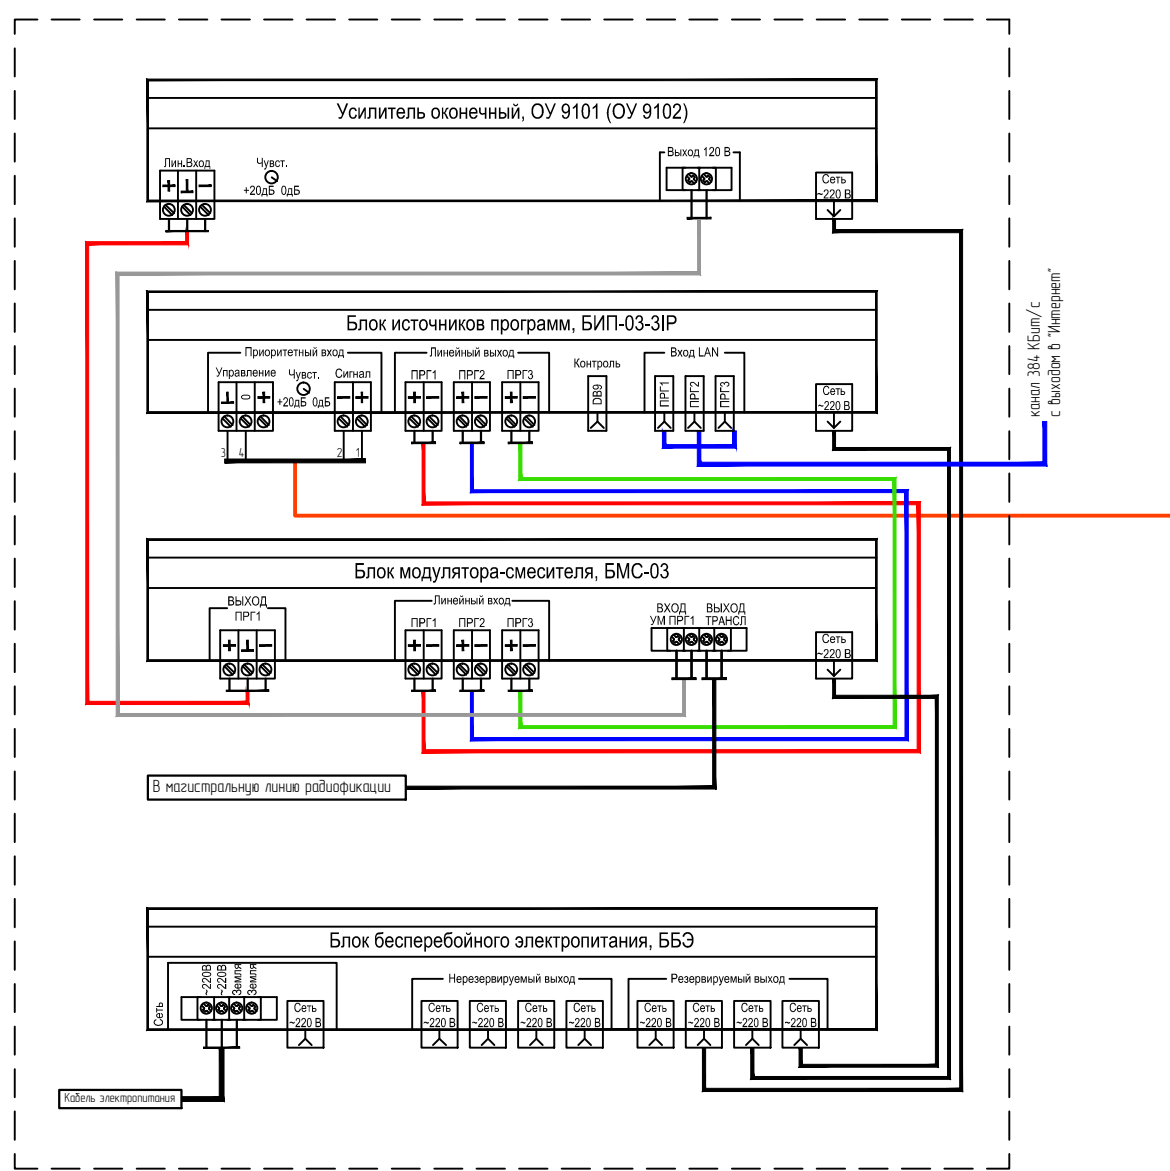 Усилитель оконечный, ОУ 9101 (ОУ 9102)
Лин.Вход
Чувст.
+20дБ 0дБ
Выход 120 В
Сеть
~220 В
Блок источников программ, БИП-03-3IP
Приоритетный вход
Линейный выход
Контроль
Вход LAN
Управление
Чувст.
Сигнал
ПРГ1
ПРГ2
ПРГ3
0
+20дБ 0дБ
DB9
ПРГ1
ПРГ2
ПРГ3
Сеть
~220 В
3
4
2
1
канал 384 КБит/с
с выходом в "Интернет"
Блок модулятора-смесителя, БМС-03
ВЫХОД
ПРГ1
Линейный вход
ПРГ1
ПРГ2
ПРГ3
ВХОД
УМ ПРГ1
ВЫХОД
ТРАНСЛ
Сеть
~220 В
В магистральную линию радиофикации
Блок бесперебойного электропитания, ББЭ
Сеть
~220В
~220В
Земля
Земля
Сеть
~220 В
Нерезервируемый выход
Сеть
~220 В
Сеть
~220 В
Сеть
~220 В
Сеть
~220 В
Резервируемый выход
Сеть
~220 В
Сеть
~220 В
Сеть
~220 В
Сеть
~220 В
Кабель электропитания